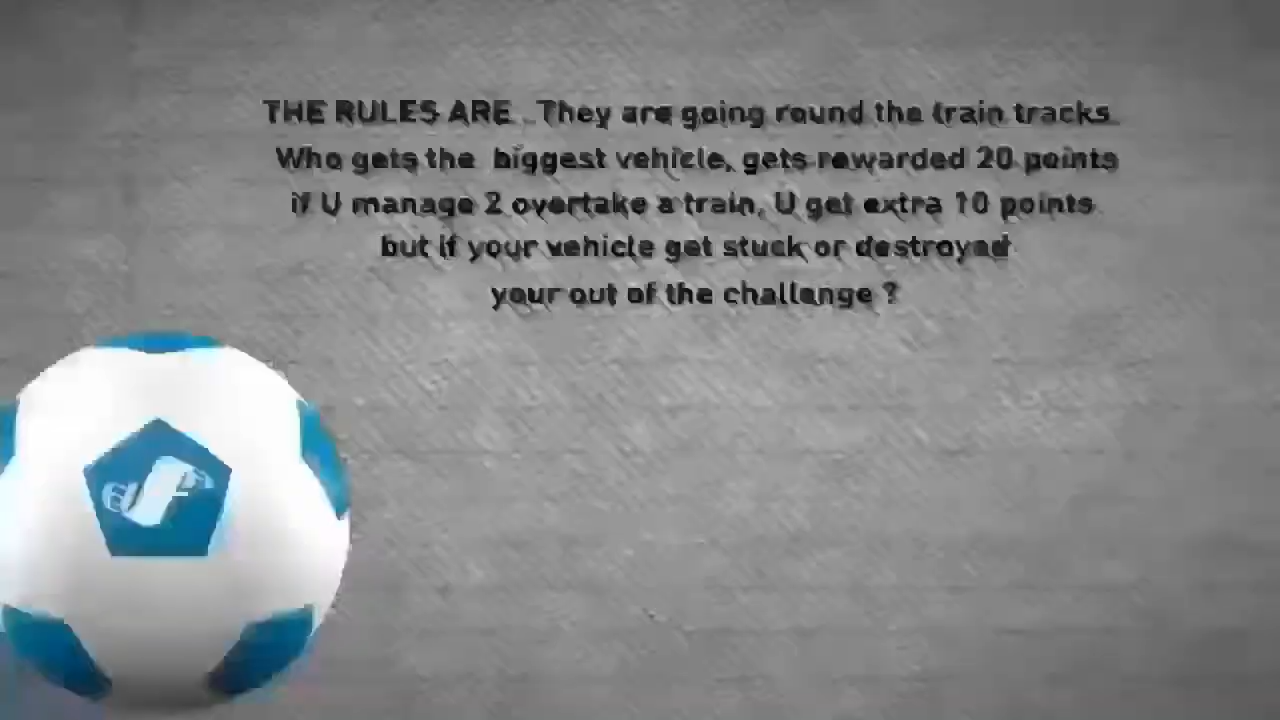 THE RULES ARE . They are going round the train tracks.
Who gets the biggest vehicle, gets rewarded 20 points
if U manage 2 overtake a train, U get extra 10 points
but if your vehicle get stuck or destroyed
your out of the challenge ?